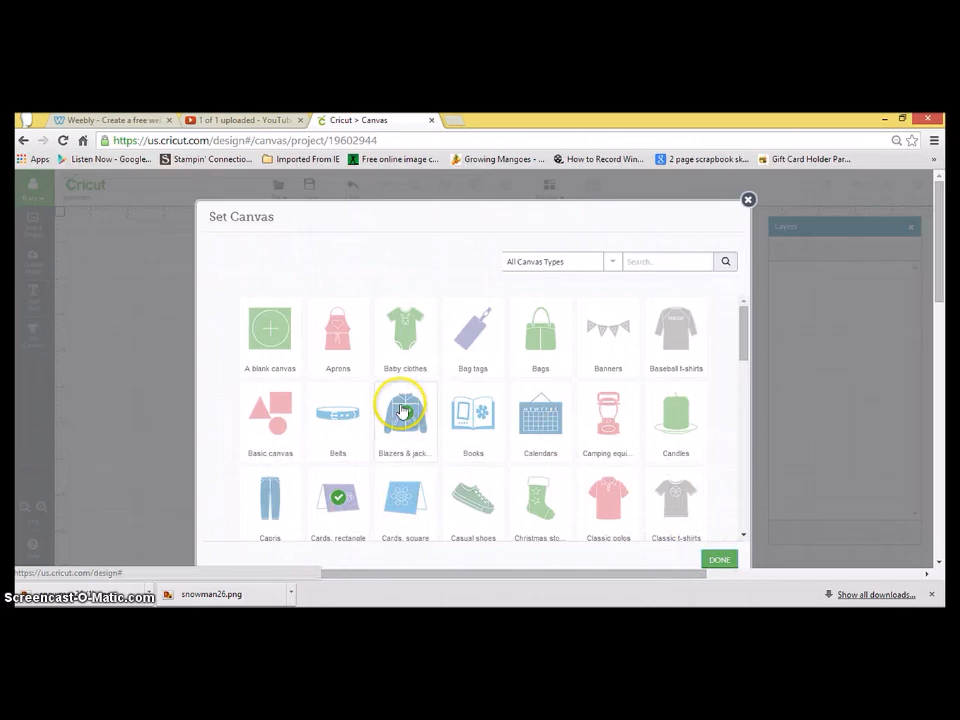 Weebly - Create a free we
1 of 1 uploaded - YouTub
Cricut > Canvas
https://us.cricut.com/design#/canvas/project/19602944
Apps
Listen Now - Google...
Stampin' Connectio...
Imported From IE
Free online image c...
Growing Mangoes - ...
How to Record Win...
2 page scrapbook sk...
Gift Card Holder Par...
»
Cricut
Set Canvas
Layers
All Canvas Types
Search...
A blank canvas
Aprons
Baby clothes
Bag tags
Bags
Banners
Baseball t-shirts
Basic canvas
Belts
Blazers & jack...
Books
Calendars
Camping equi...
Candles
Capris
Cards, rectangle
Cards, square
Casual shoes
Christmas sto...
Classic polos
Classic t-shirts
DONE
https://us.cricut.com/design#
Screencast-O-Matic.com
snowman26.png
Show all downloads...